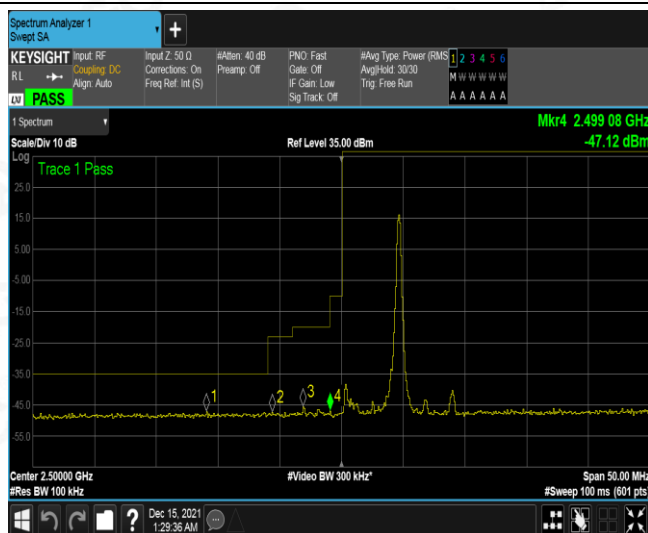 Spectrum Analyzer 1
Swept SA
KEYSIGHT
RL
PASS
Input: RF
Coupling: DC
Align: Auto
Input Z: 50 Ω
Corrections: On
Freq Ref: Int (S)
#Atten: 40 dB
Preamp: Off
PNO: Fast
Gate: Off
IF Gain: Low
Sig Track: Off
#Avg Type: Power (RMS
Avg|Hold: 30/30
Trig: Free Run
1 2 3 4 5 6
M W W W W W
A A A A A A
1 Spectrum
Scale/Div 10 dB
Ref Level 35.00 dBm
Mkr4 2.499 08 GHz
-47.12 dBm
Log
Trace 1 Pass
25.0
15.0
5.00
-5.00
-15.0
-25.0
-35.0
-45.0
-55.0
1
2
3
4
Center 2.50000 GHz
#Video BW 300 kHz*
Span 50.00 MHz
#Res BW 100 kHz
#Sweep 100 ms (601 pts)
?
Dec 15, 2021
1:29:36 AM